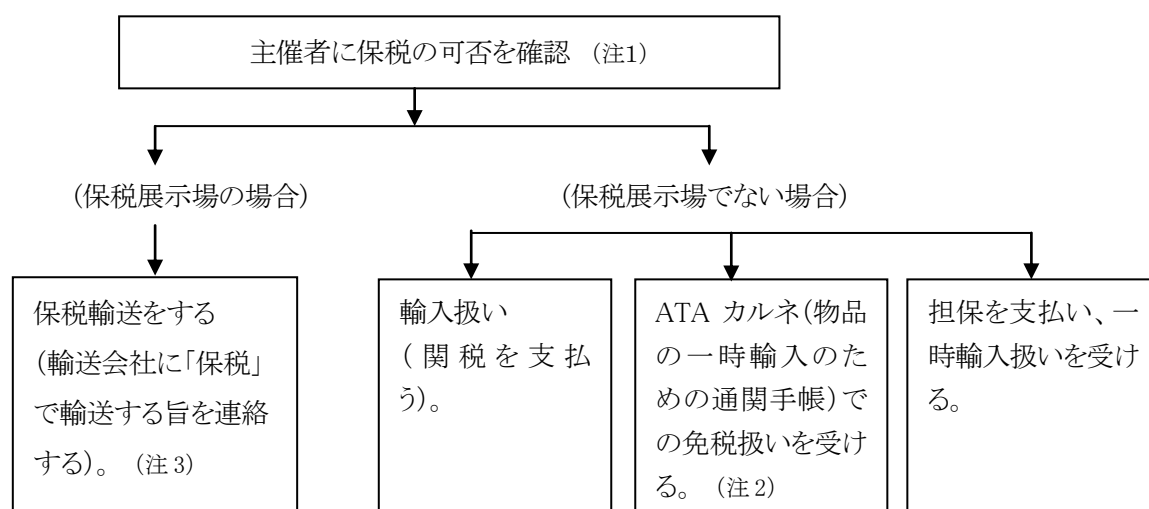 主催者に保税の可否を確認 （注1）
（保税展示場の場合）
（保税展示場でない場合）
保税輸送をする
（輸送会社に「保税」
で輸送する旨を連絡
する）。（注3）
輸入扱い
（関税を支払
う）。
ATA カルネ（物品
の一時輸入のた
めの通関手帳）で
の免税扱いを受け
る。（注2）
担保を支払い、一
時輸入扱いを受け
る。